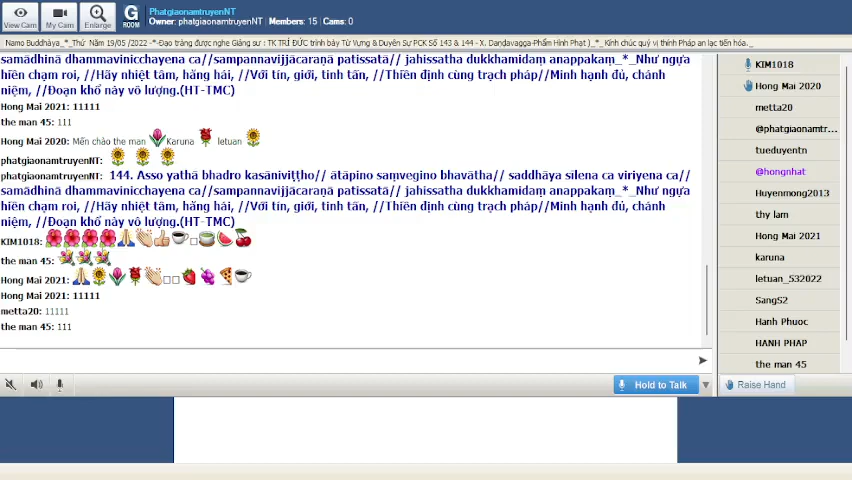 View Cam
My Cam
Enlarge
G
ROOM
PhatgiaonamtruyenNT
Owner: phatgiaonamtruyenNT | Members: 15 | Cams: 0
Namo Buddhàya_*_Thứ Năm 19/05 /2022 -*-Đạo tràng được nghe Giảng sư : TK TRÍ ĐỨC trình bày Từ Vựng & Duyên Sự PCK Số 143 & 144 - X. Daṇḍavagga-Phẩm Hình Phạt )_*_Kính chúc quý vị thính Pháp an lạc tiến hóa._
samādhinā dhammavinicchayena ca//sampannavijjācaraṇā patissatā// jahissatha dukkhamidaṃ anappakaṃ_*_Như ngựa
hiền chạm roi, //Hãy nhiệt tâm, hăng hái, //Với tín, giới, tinh tấn, //Thiền định cùng trạch pháp//Minh hạnh đủ, chánh
niệm, //Đoạn khổ này vô lượng.(HT-TMC)
Hong Mai 2021: 11111
the man 45: 111
Hong Mai 2020: Mến chào the man Karuna letuan
phatgiaonamtruyenNT:
phatgiaonamtruyenNT: 144. Asso yathā bhadro kasāniviṭṭho// ātāpino saṃvegino bhavātha// saddhāya sīlena ca vīriyena ca//
samādhinā dhammavinicchayena ca//sampannavijjācaraṇā patissatā// jahissatha dukkhamidaṃ anappakaṃ_*_Như ngựa
hiền chạm roi, //Hãy nhiệt tâm, hăng hái, //Với tín, giới, tinh tấn, //Thiền định cùng trạch pháp//Minh hạnh đủ, chánh
niệm, //Đoạn khổ này vô lượng.(HT-TMC)
KIM1018:
the man 45:
Hong Mai 2021:
Hong Mai 2021: 11111
metta20: 11111
the man 45: 111
KIM1018
Hong Mai 2020
metta20
@phatgiaonamtr...
tueduyentn
@hongnhat
Huyenmong2013
thy lam
Hong Mai 2021
karuna
letuan_532022
SangS2
Hanh Phuoc
HANH PHAP
the man 45
Hold to Talk
Raise Hand